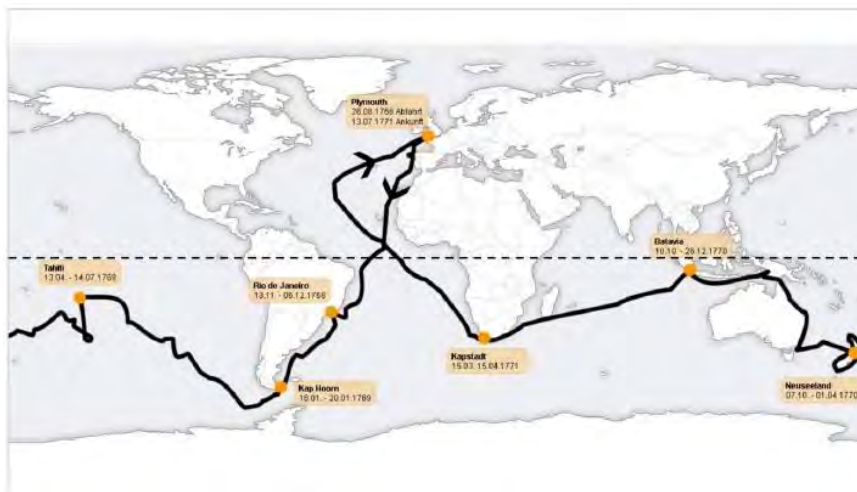 Plymouth
26.08.1768 Abfahrt
13.07.1771 Ankunft
Batavia
10.10. - 26.12.1770
Tahiti
13.04. - 14.07.1769
Rio de Janeiro
13.11. - 08.12.1768
Kapstadt
15.03. 15.04.1771
Kap Hoorn
16.01. - 20.01.1769
Neuseeland
07.10. - 01.04.1770